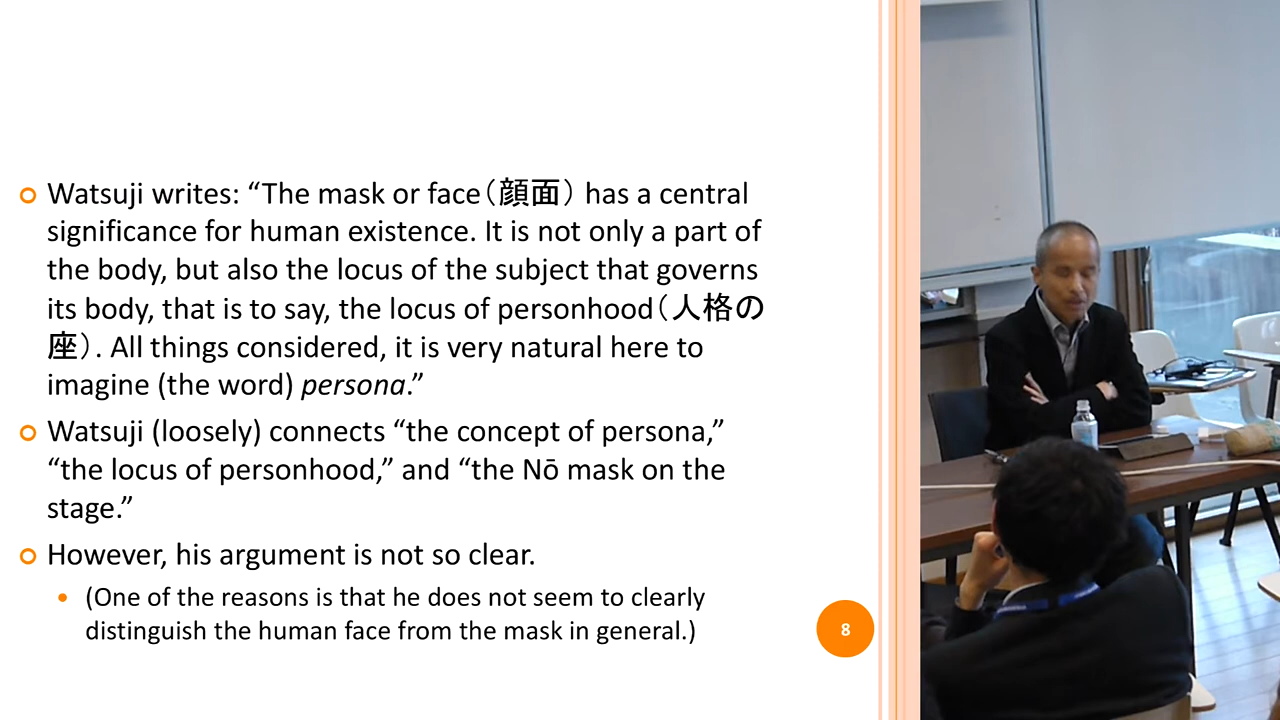 Watsuji writes: “The mask or face（顔面） has a central
significance for human existence. It is not only a part of
the body, but also the locus of the subject that governs
its body, that is to say, the locus of personhood（人格の
座）. All things considered, it is very natural here to
imagine (the word) persona.”
Watsuji (loosely) connects “the concept of persona,”
“the locus of personhood,” and “the Nō mask on the
stage.”
However, his argument is not so clear.
(One of the reasons is that he does not seem to clearly
distinguish the human face from the mask in general.)
8